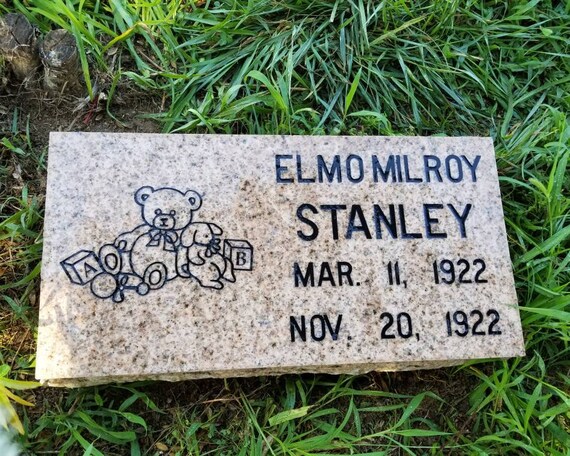 ELMO MILROY
STANLEY
MAR. 11, 1922
NOV. 20, 1922
A
B